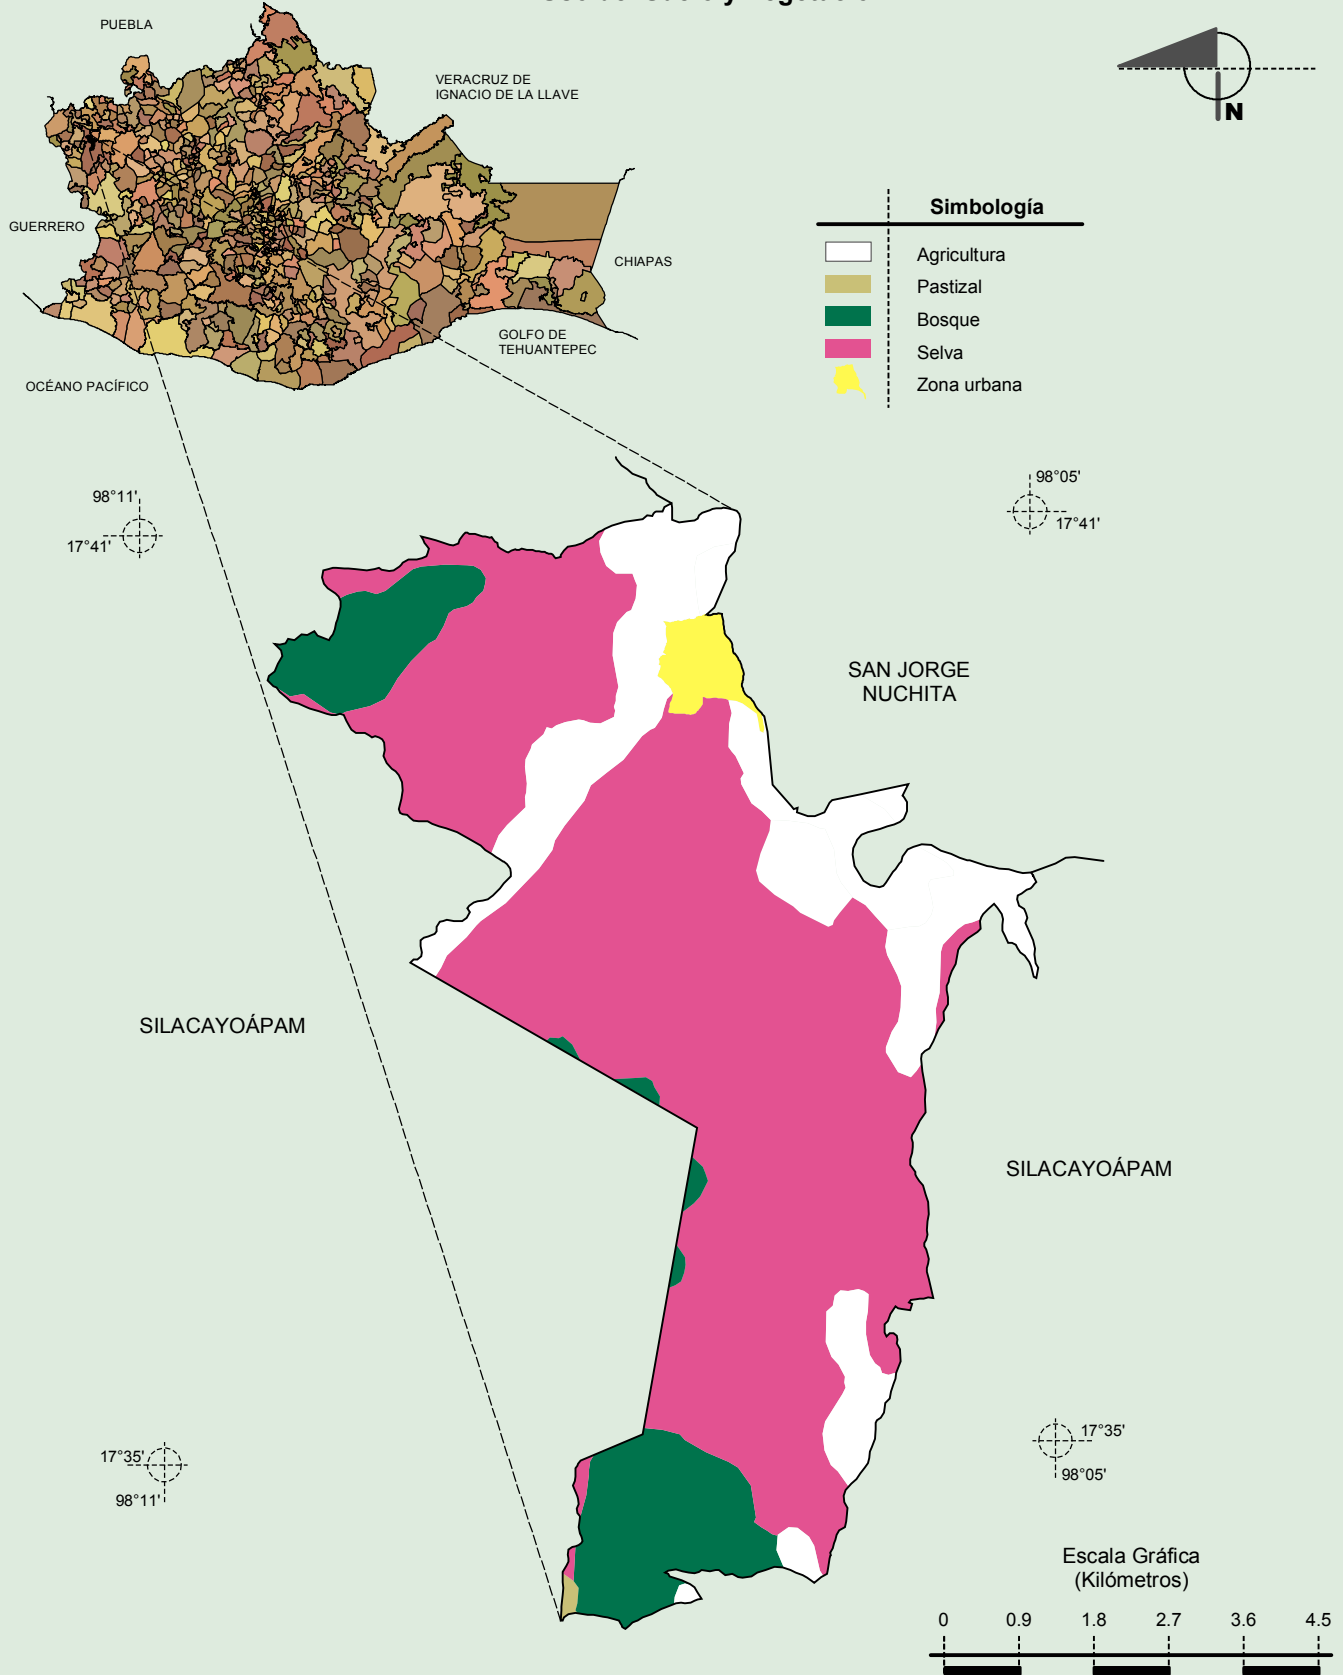 PUEBLA
VERACRUZ DE
IGNACIO DE LA LLAVE
N
GUERRERO
CHIAPAS
GOLFO DE
TEHUANTEPEC
OCÉANO PACÍFICO
Simbología
Agricultura
Pastizal
Bosque
Selva
Zona urbana
98°11'
17°41'
98°05'
17°41'
SAN JORGE
NUCHITA
SILACAYOÁPAM
SILACAYOÁPAM
17°35'
98°11'
17°35'
98°05'
Escala Gráfica
(Kilómetros)
0 0.9 1.8 2.7 3.6 4.5